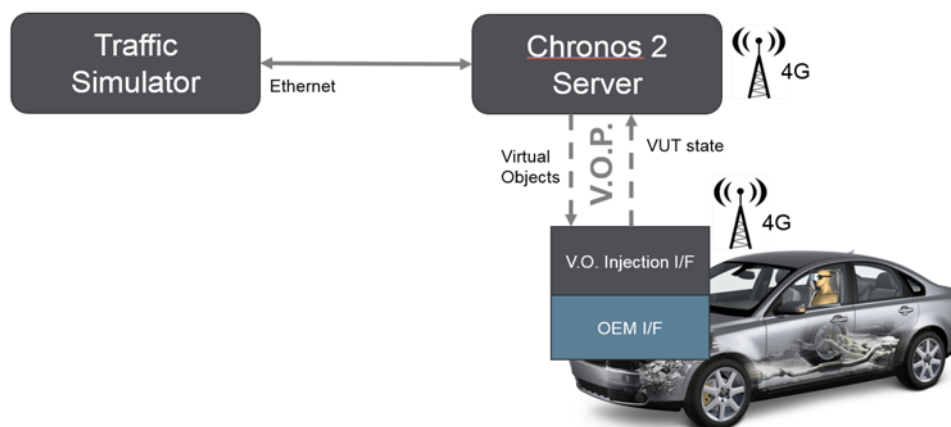 Traffic
Simulator
Ethernet
Chronos 2
Server
4G
Virtual
Objects
V.O.P.
VUT state
4G
V.O. Injection I/F
OEM I/F